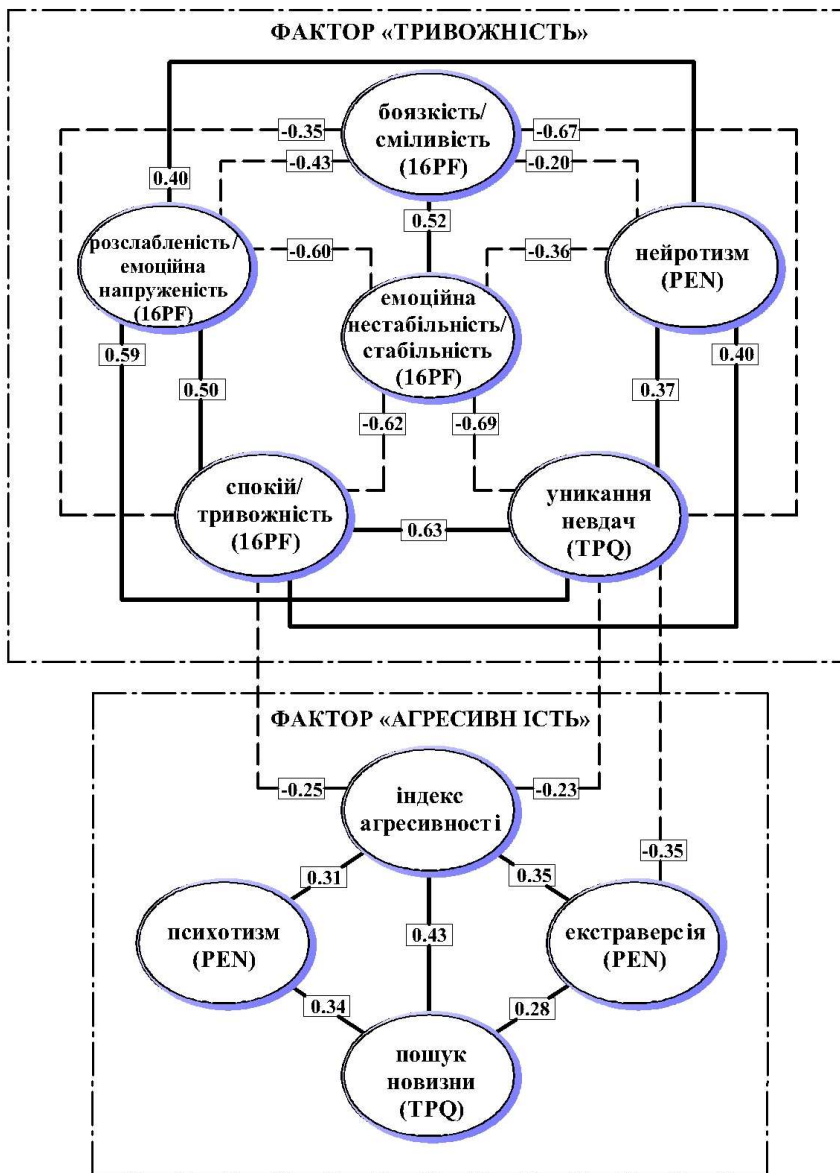 ФАКТОР «ТРИВОЖНІСТЬ»
боязкість/
сміливість
(16PF)
-0.35
-0.67
-0.43
-0.20
0.40
0.52
розслабленість/
емоційна
напруженість
(16PF)
-0.60
-0.36
нейротизм
(PEN)
емоційна
нестабільність/
стабільність
(16PF)
0.59
0.40
0.50
0.37
-0.62
-0.69
спокій/
тривожність
(16PF)
0.63
уникання
невдач
(TPQ)
ФАКТОР «АГРЕСИВН ІСТЬ»
-0.25
-0.23
індекс
агресивност і
-0.35
0.31
0.35
психотизм
(PEN)
0.43
екстраверсія
(PEN)
0.34
0.28
пошук
новизни
(TPQ)